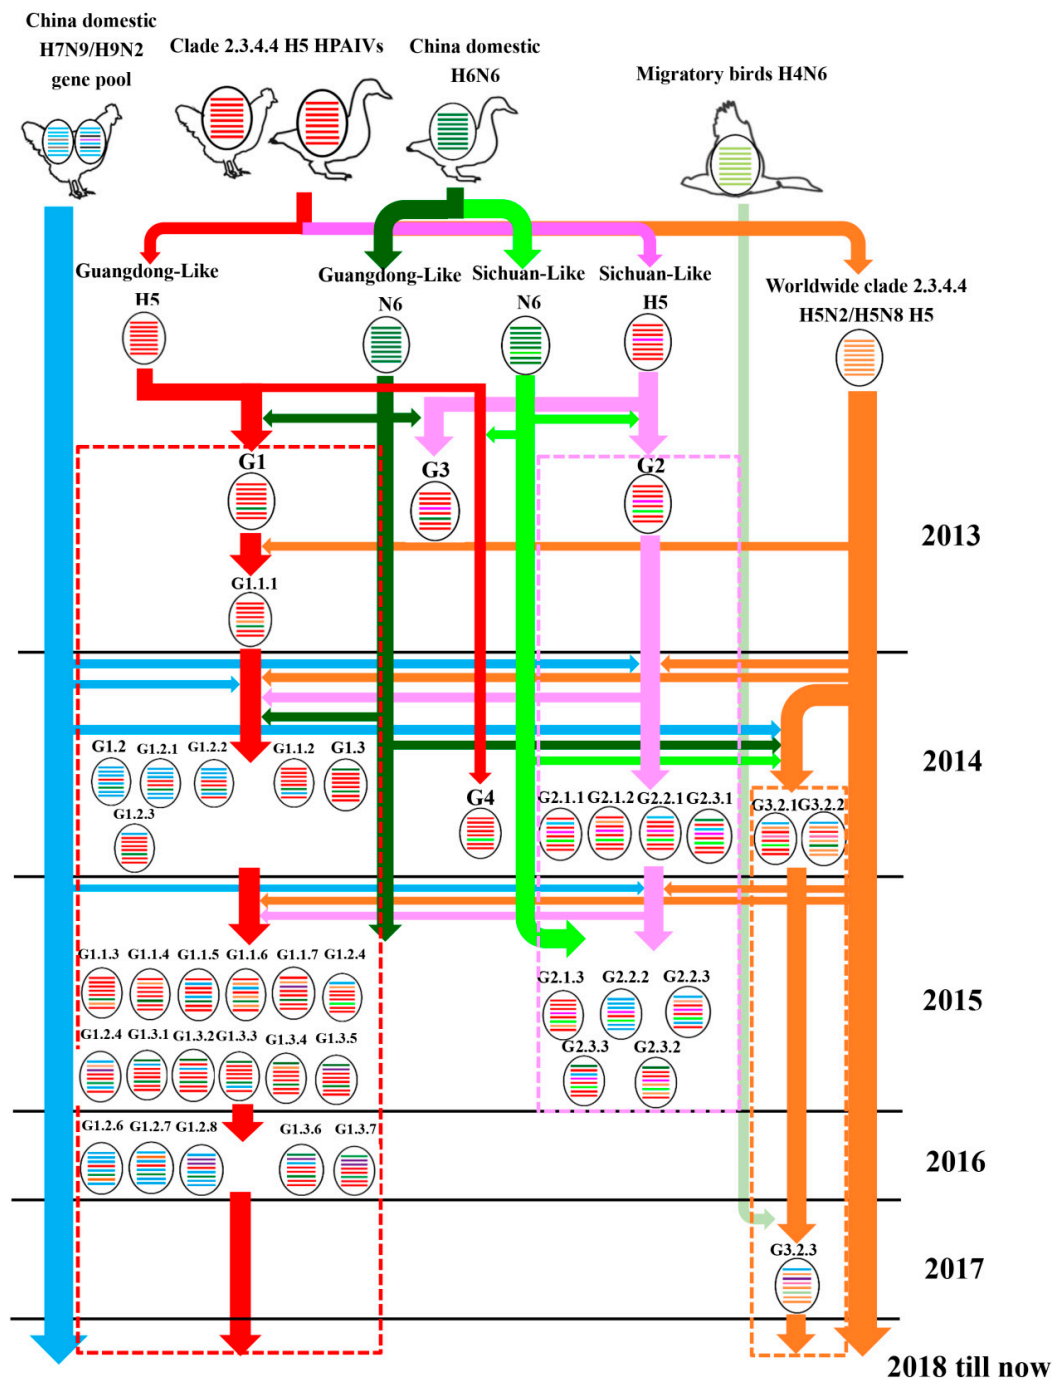 China domestic
H7N9/H9N2
gene pool
Clade 2.3.4.4 H5 HPAIVs
China domestic
H6N6
Migratory birds H4N6
Guangdong-Like
H5
Guangdong-Like
N6
Sichuan-Like
N6
Sichuan-Like
H5
Worldwide clade 2.3.4.4
H5N2/H5N8 H5
G1
G3
G2
2013
G1.1.1
G1.2
G1.2.1
G1.2.2
G1.1.2
G1.3
2014
G1.2.3
G4
G2.1.1
G2.1.2
G2.2.1
G2.3.1
G3.2.1
G3.2.2
G1.1.3
G1.1.4
G1.1.5
G1.1.6
G1.1.7
G1.2.4
G2.1.3
G2.2.2
G2.2.3
2015
G1.2.4
G1.3.1
G1.3.2
G1.3.3
G1.3.4
G1.3.5
G2.3.3
G2.3.2
G1.2.6
G1.2.7
G1.2.8
G1.3.6
G1.3.7
2016
G3.2.3
2017
2018 till now